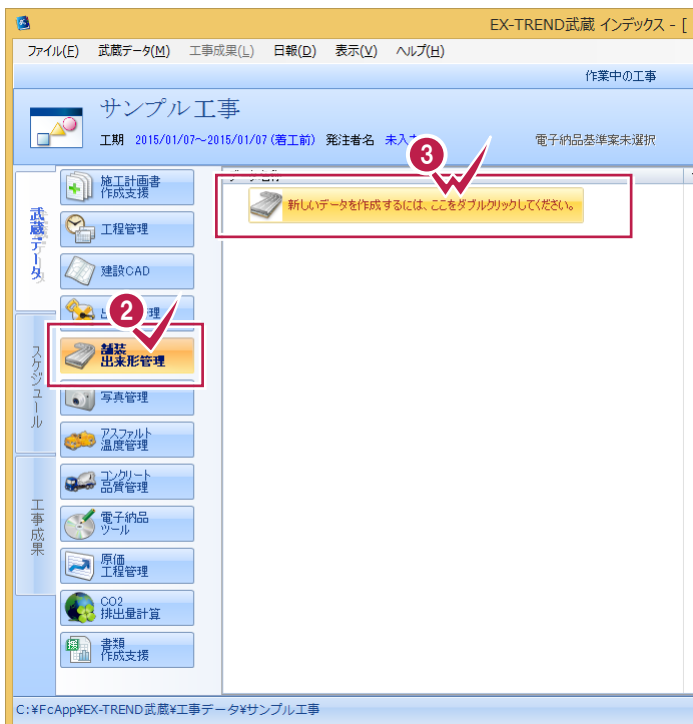 EX-TREND武蔵 インデックス - [
ファイル(F) 武蔵データ(M) 工事成果(L) 日報(D) 表示(V) ヘルプ(H)
作業中の工事
サンプル工事
工期 2015/01/07～2015/01/07(着工前) 発注者名 未入 電子納品基準案未選択
3
武蔵データ
スケジュール
工事成果
施工計画書
作成支援
新しいデータを作成するには、ここをダブルクリックしてください。
工程管理
建設CAD
2
理
舗装
出来形管理
写真管理
アスファルト
温度管理
コンクリート
品質管理
電子納品
ツール
原価
工程管理
CO2
排出量計算
書類
作成支援
C:¥FcApp¥EX-TREND武蔵¥工事データ¥サンプル工事